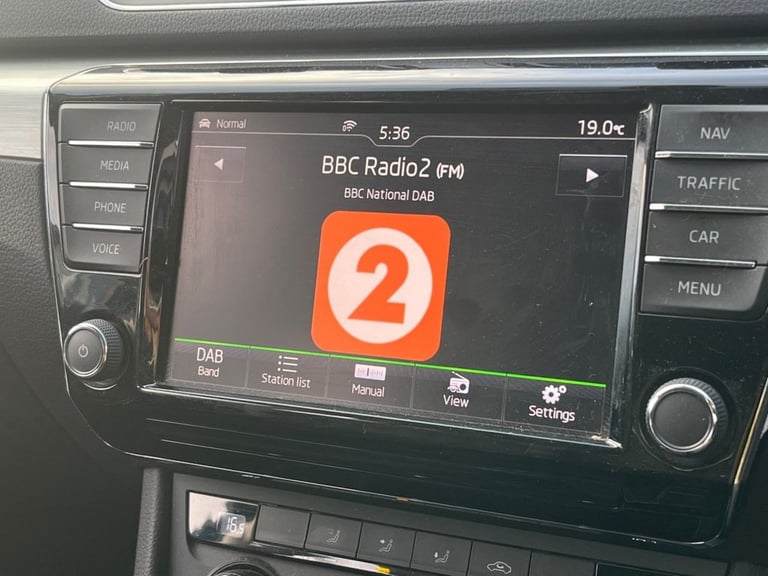 Normal
5:36
19.0°C
BBC Radio2 (FM)
BBC National DAB
2
DAB
Band
Station list
Manual
View
Settings
RADIO
MEDIA
PHONE
VOICE
NAV
TRAFFIC
CAR
MENU